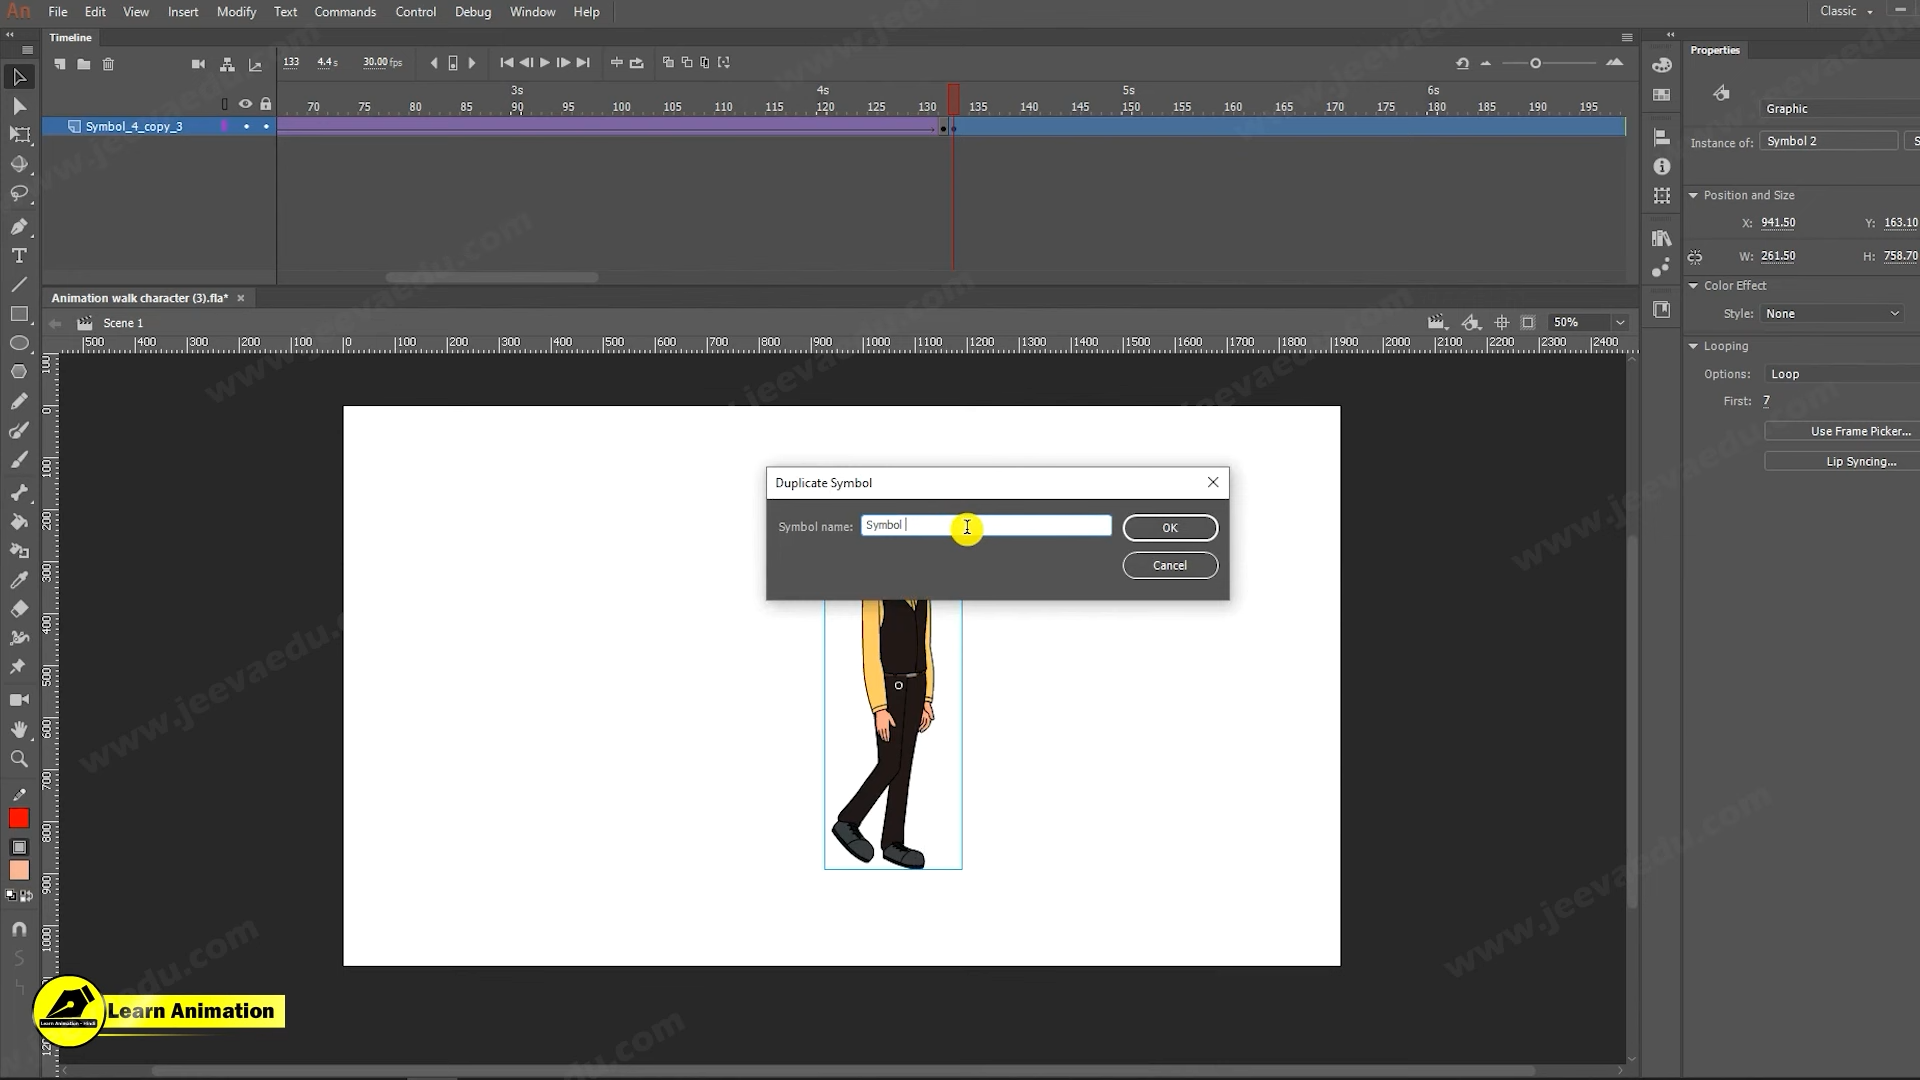 An File Edit View Insert Modify Text Commands Control Debug Window Help Classic
Timeline
Properties
133 4.4 s 30.00 fps
3s 4s 5s 6s
70 75 80 85 90 95 100 105 110 115 120 125 130 135 140 145 150 155 160 165 170 175 180 185 190 195
Symbol_4_copy_3
Graphic
Instance of: Symbol 2
Position and Size
X: 941.50 Y: 163.10
W: 261.50 H: 758.70
Color Effect
Style: None
Looping
Options: Loop
First: 7
Use Frame Picker...
Lip Syncing...
Animation walk character (3).fla* ×
Scene 1
50%
500 400 300 200 100 0 100 200 300 400 500 600 700 800 900 1000 1100 1200 1300 1400 1500 1600 1700 1800 1900 2000 2100 2200 2300 2400
Duplicate Symbol
Symbol name: Symbol
OK
Cancel
100
0
100
200
300
400
500
600
700
800
900
1000
Learn Animation
Learn Animation - Hindi
www.jeevaedu.com